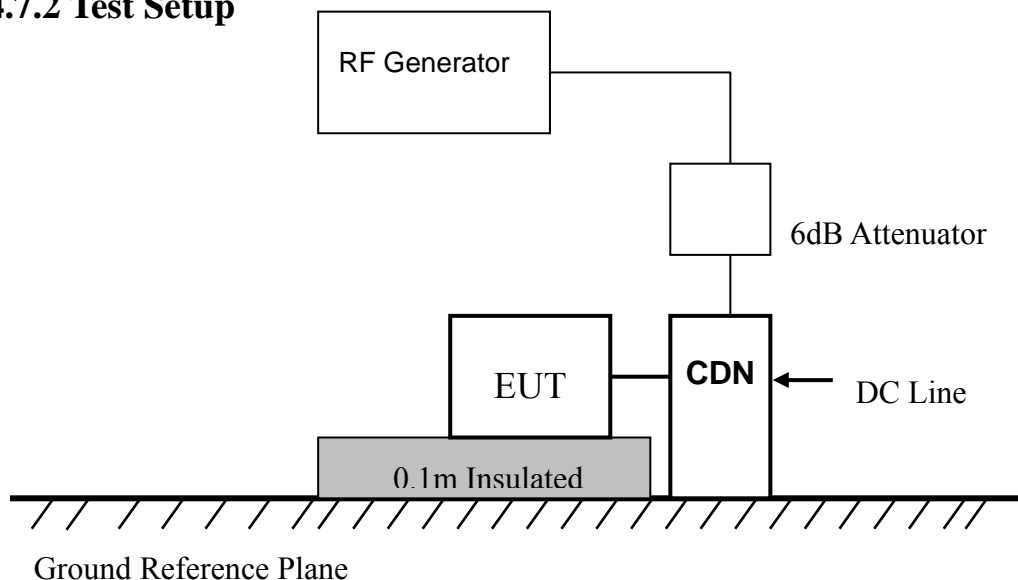 4.7.2 Test Setup
RF Generator
6dB Attenuator
CDN
EUT
DC Line
0.1m Insulated
Ground Reference Plane